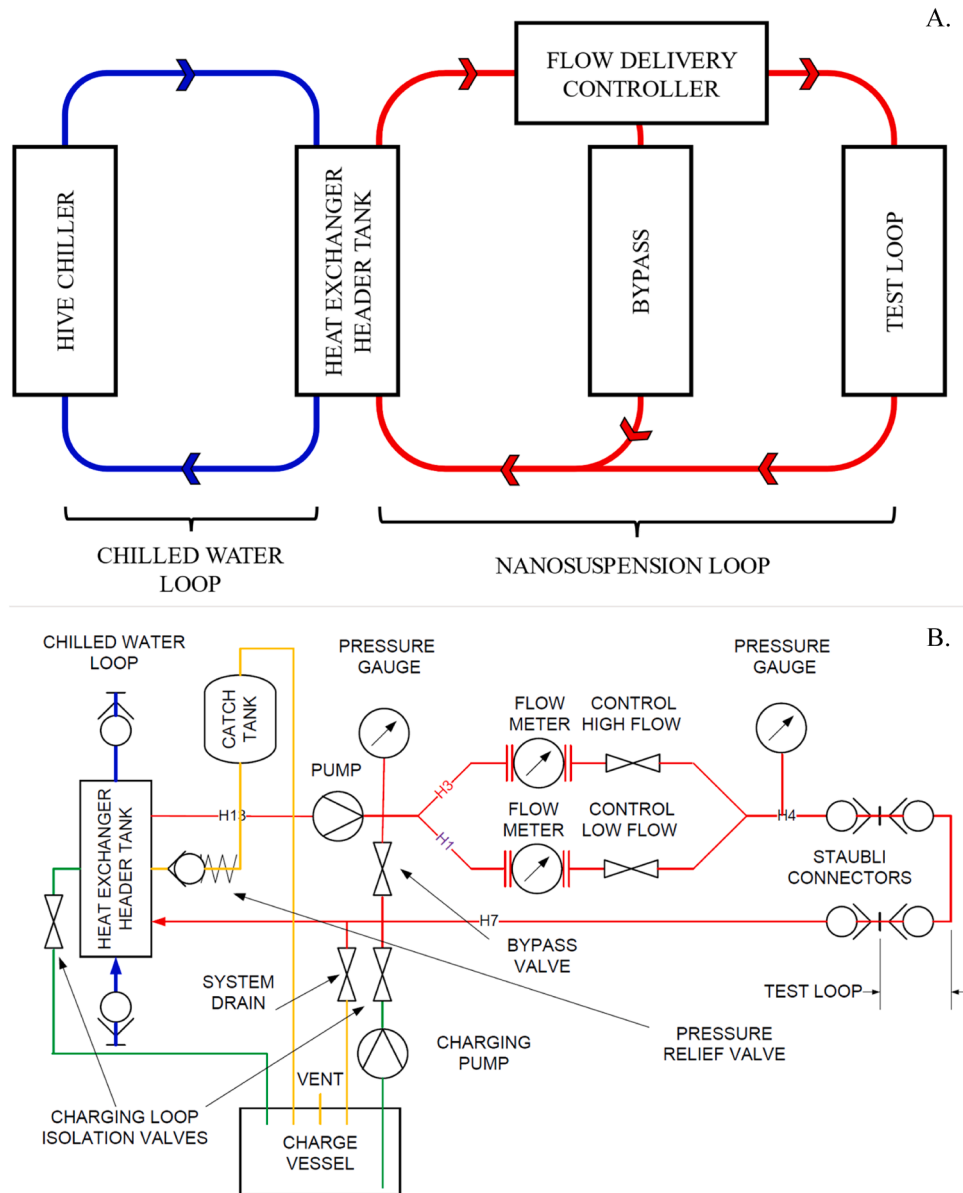 A.
FLOW DELIVERY
CONTROLLER
HIVE CHILLER
HEAT EXCHANGER
HEADER TANK
BYPASS
TEST LOOP
CHILLED WATER
LOOP
NANOSUSPENSION LOOP
B.
CHILLED WATER
LOOP
CATCH
TANK
PRESSURE
GAUGE
PRESSURE
GAUGE
FLOW
METER
CONTROL
HIGH FLOW
PUMP
H3
H13
FLOW
METER
CONTROL
LOW FLOW
H1
H4
HEAT EXCHANGER
HEADER TANK
STAUBLI
CONNECTORS
H7
BYPASS
VALVE
SYSTEM
DRAIN
TEST LOOP
PRESSURE
RELIEF VALVE
CHARGING
PUMP
VENT
CHARGING LOOP
ISOLATION VALVES
CHARGE
VESSEL